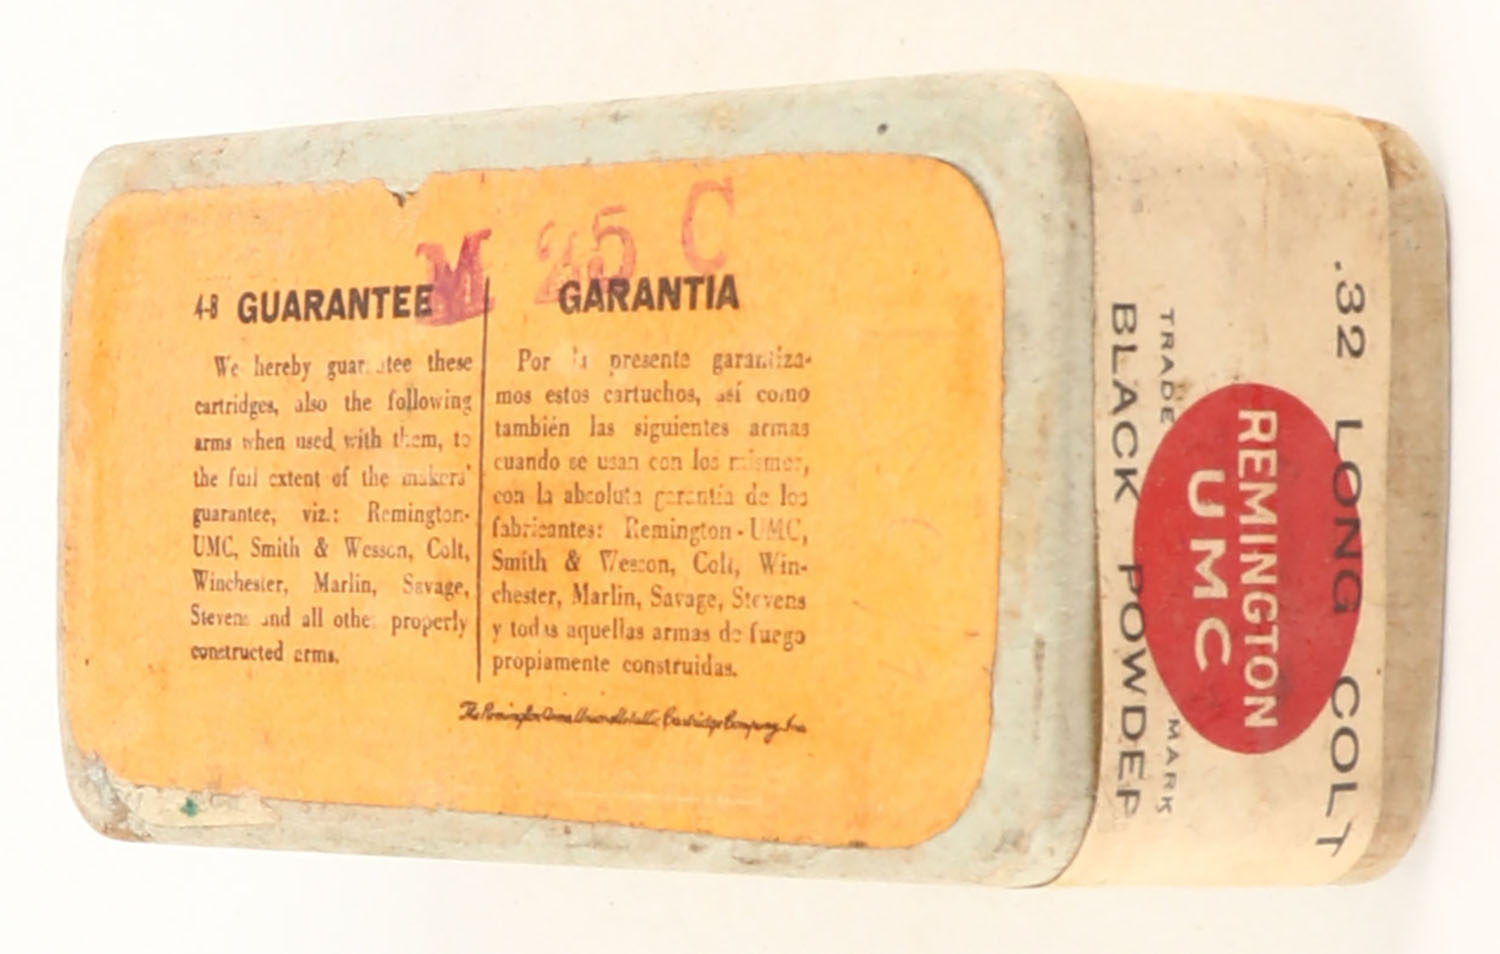 M 25 C
4-8 GUARANTEE
We hereby guarantee these
cartridges, also the following
arms when used with them, to
the full extent of the makers'
guarantee, viz.: Remington-
UMC, Smith & Wesson, Colt,
Winchester, Marlin, Savage,
Stevens and all other properly
constructed arms.
GARANTIA
Por la presente garantiza-
mos estos cartuchos, así como
también las siguientes armas
cuando se usan con los mismos,
con la absoluta garantia de los
fabricantes: Remington-UMC,
Smith & Wesson, Colt, Win-
chester, Marlin, Savage, Stevens
y todas aquellas armas de fuego
propiamente construidas.
The Remington Arms Union Metallic Cartridge Company, Inc.
.32 LONG COLT
REMINGTON
UMC
TRADE MARK
BLACK POWDER